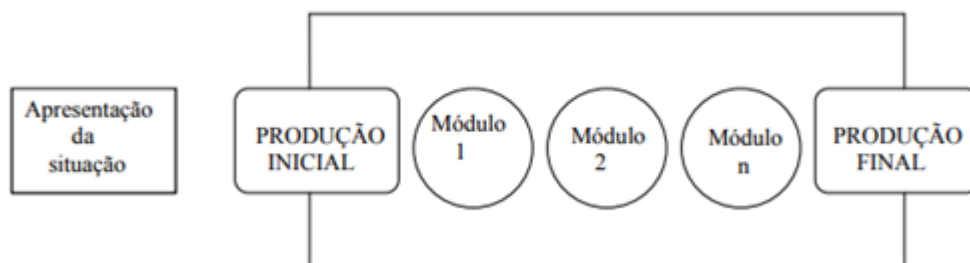 Apresentação
da
situação
PRODUÇÃO
INICIAL
Módulo
1
Módulo
2
Módulo
n
PRODUÇÃO
FINAL